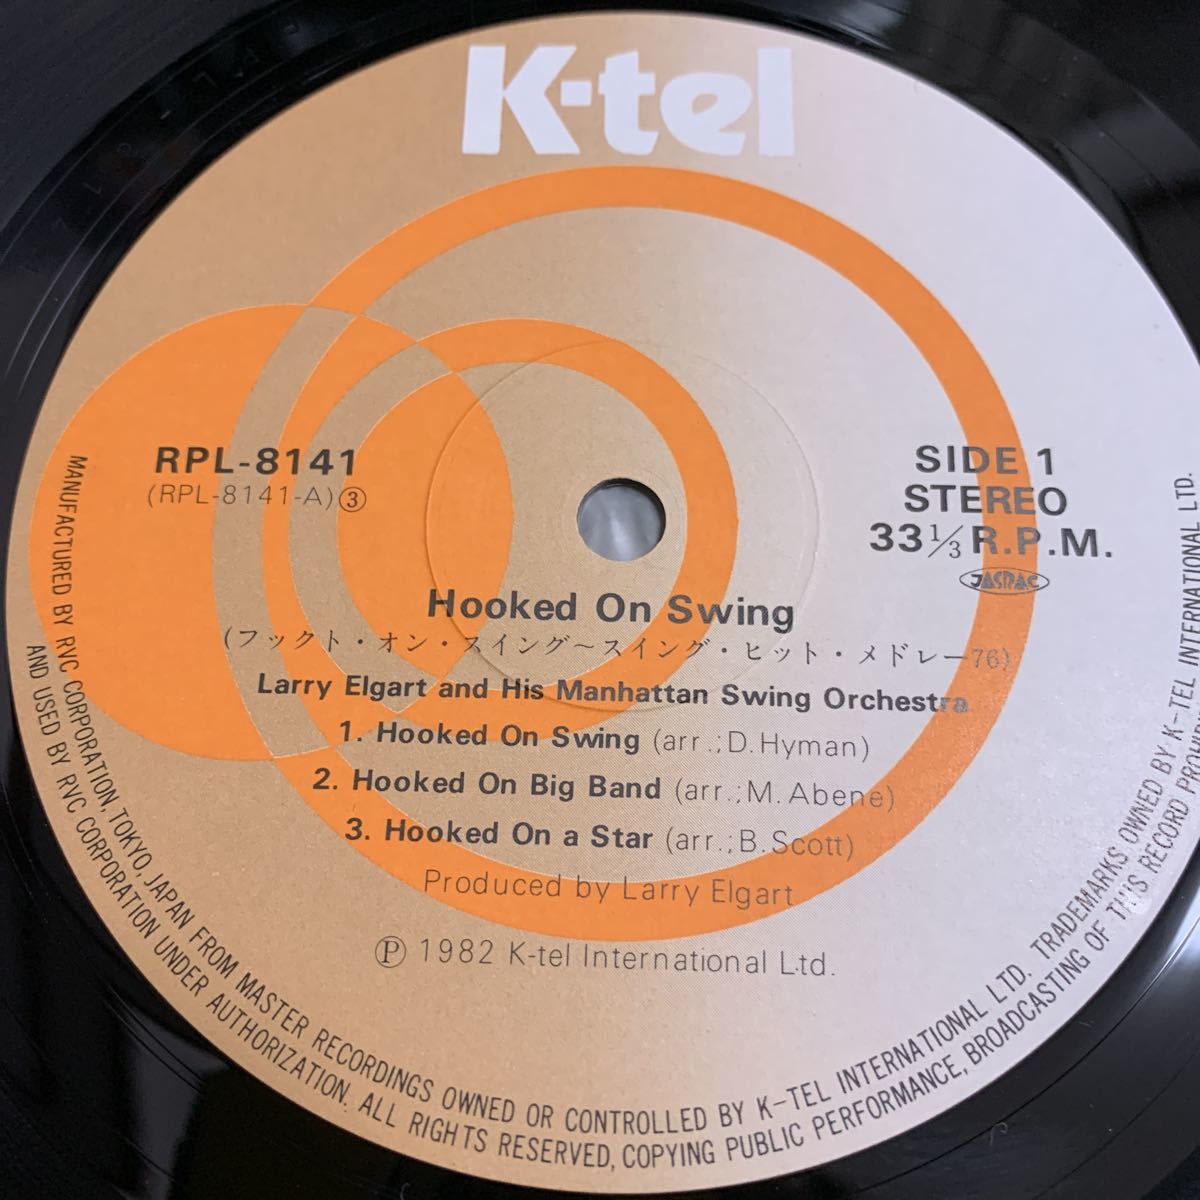 K-tel
RPL-8141
(RPL-8141-A)③
SIDE 1
STEREO
33 1/3 R.P.M.
JASRAC
Hooked On Swing
(フックト・オン・スイング〜スイング・ヒット・メドレー76)
Larry Elgart and His Manhattan Swing Orchestra
1. Hooked On Swing (arr.;D.Hyman)
2. Hooked On Big Band (arr.;M.Abene)
3. Hooked On a Star (arr.;B.Scott)
Produced by Larry Elgart
Ⓟ 1982 K-tel International Ltd.
MANUFACTURED BY RVC CORPORATION, TOKYO, JAPAN FROM MASTER RECORDINGS OWNED OR CONTROLLED BY K-TEL INTERNATIONAL LTD. TRADEMARKS OWNED BY K-TEL INTERNATIONAL LTD.
AND USED BY RVC CORPORATION UNDER AUTHORIZATION. ALL RIGHTS RESERVED, COPYING PUBLIC PERFORMANCE, BROADCASTING OF THIS RECORD